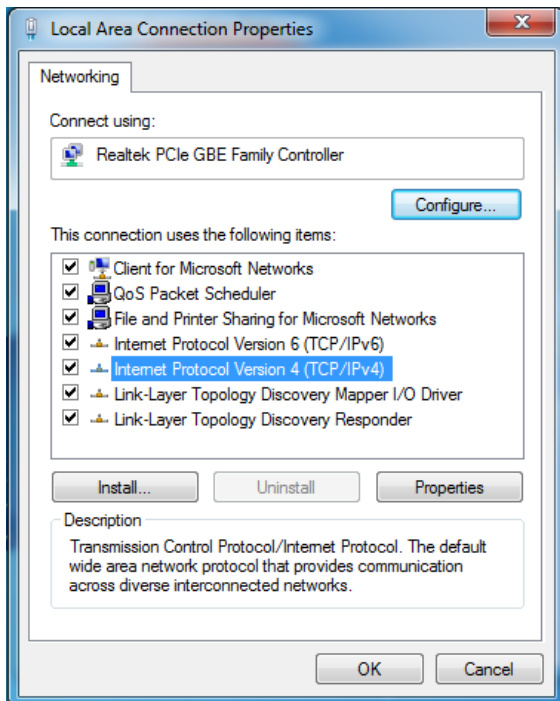 Local Area Connection Properties
Networking
Connect using:
Realtek PCIe GBE Family Controller
Configure...
This connection uses the following items:
Client for Microsoft Networks
QoS Packet Scheduler
File and Printer Sharing for Microsoft Networks
Internet Protocol Version 6 (TCP/IPv6)
Internet Protocol Version 4 (TCP/IPv4)
Link-Layer Topology Discovery Mapper I/O Driver
Link-Layer Topology Discovery Responder
Install... Uninstall Properties
Description
Transmission Control Protocol/Internet Protocol. The default
wide area network protocol that provides communication
across diverse interconnected networks.
OK Cancel